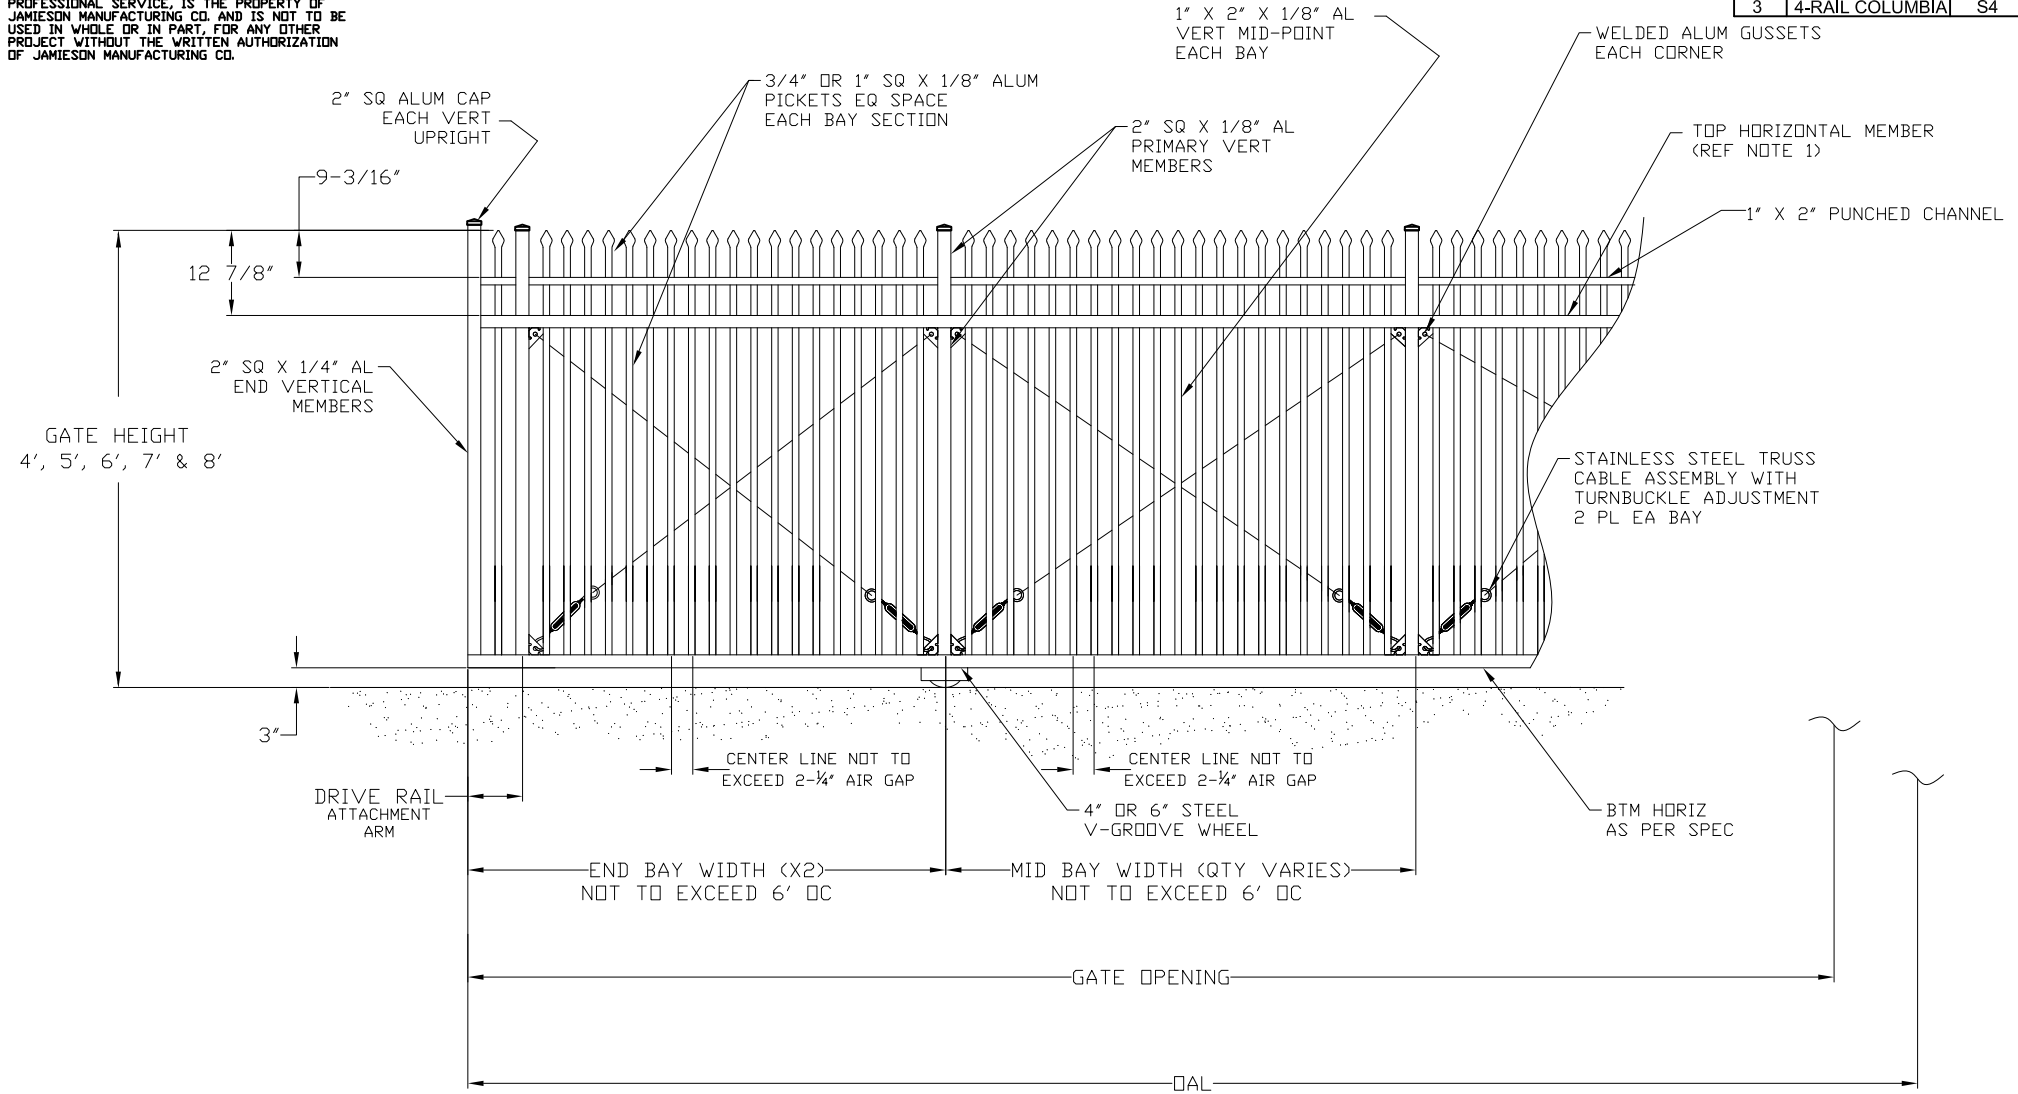 PROFESSIONAL SERVICE, IS THE PROPERTY OF
JAMIESON MANUFACTURING CO. AND IS NOT TO BE
USED IN WHOLE OR IN PART, FOR ANY OTHER
PROJECT WITHOUT THE WRITTEN AUTHORIZATION
OF JAMIESON MANUFACTURING CO.
3 4-RAIL COLUMBIA S4
1" X 2" X 1/8" AL
VERT MID-POINT
EACH BAY
WELDED ALUM GUSSETS
EACH CORNER
2" SQ ALUM CAP
EACH VERT
UPRIGHT
3/4" OR 1" SQ X 1/8" ALUM
PICKETS EQ SPACE
EACH BAY SECTION
2" SQ X 1/8" AL
PRIMARY VERT
MEMBERS
TOP HORIZONTAL MEMBER
(REF NOTE 1)
9-3/16"
1" X 2" PUNCHED CHANNEL
12 7/8"
2" SQ X 1/4" AL
END VERTICAL
MEMBERS
GATE HEIGHT
4', 5', 6', 7' & 8'
STAINLESS STEEL TRUSS
CABLE ASSEMBLY WITH
TURNBUCKLE ADJUSTMENT
2 PL EA BAY
3"
CENTER LINE NOT TO
EXCEED 2-1/4" AIR GAP
CENTER LINE NOT TO
EXCEED 2-1/4" AIR GAP
DRIVE RAIL
ATTACHMENT
ARM
4" OR 6" STEEL
V-GROOVE WHEEL
BTM HORIZ
AS PER SPEC
END BAY WIDTH (X2)
NOT TO EXCEED 6' OC
MID BAY WIDTH (QTY VARIES)
NOT TO EXCEED 6' OC
GATE OPENING
OAL